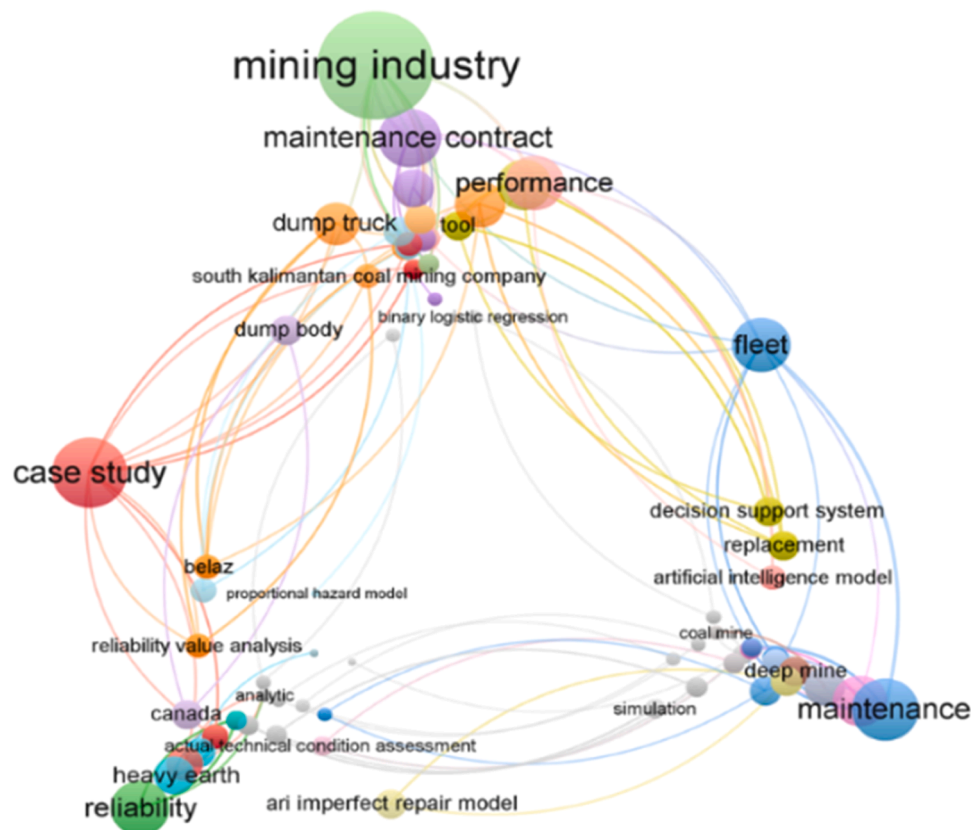 mining industry
maintenance contract
performance
dump truck
tool
south kalimantan coal mining company
binary logistic regression
dump body
fleet
case study
decision support system
replacement
belaz
artificial intelligence model
proportional hazard model
coal mine
reliability value analysis
deep mine
analytic
simulation
maintenance
canada
actual technical condition assessment
heavy earth
ari imperfect repair model
reliability